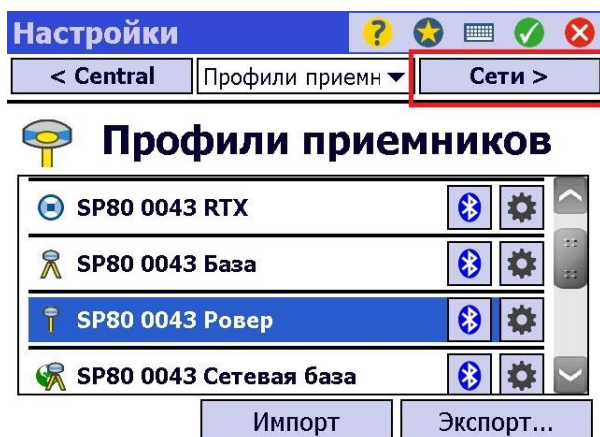 Настройки
< Central Профили приемн Сети >
Профили приемников
SP80 0043 RTX
SP80 0043 База
SP80 0043 Ровер
SP80 0043 Сетевая база
Импорт Экспорт...